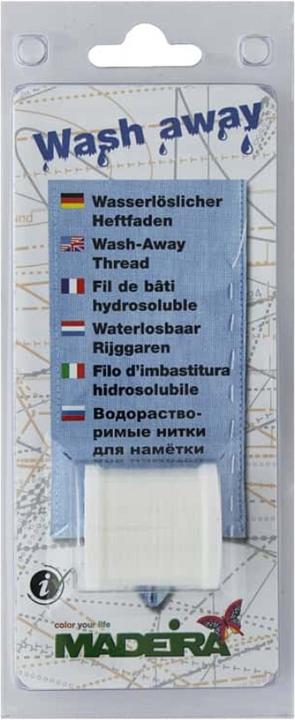 Wash away
Wasserlöslicher
Heftfaden
Wash-Away
Thread
Fil de bâti
hydrosoluble
Waterlosbaar
Rijggaren
Filo d'imbastitura
hidrosolubile
Водораство-
римые нитки
для намётки
i
color your life
MADEIRA